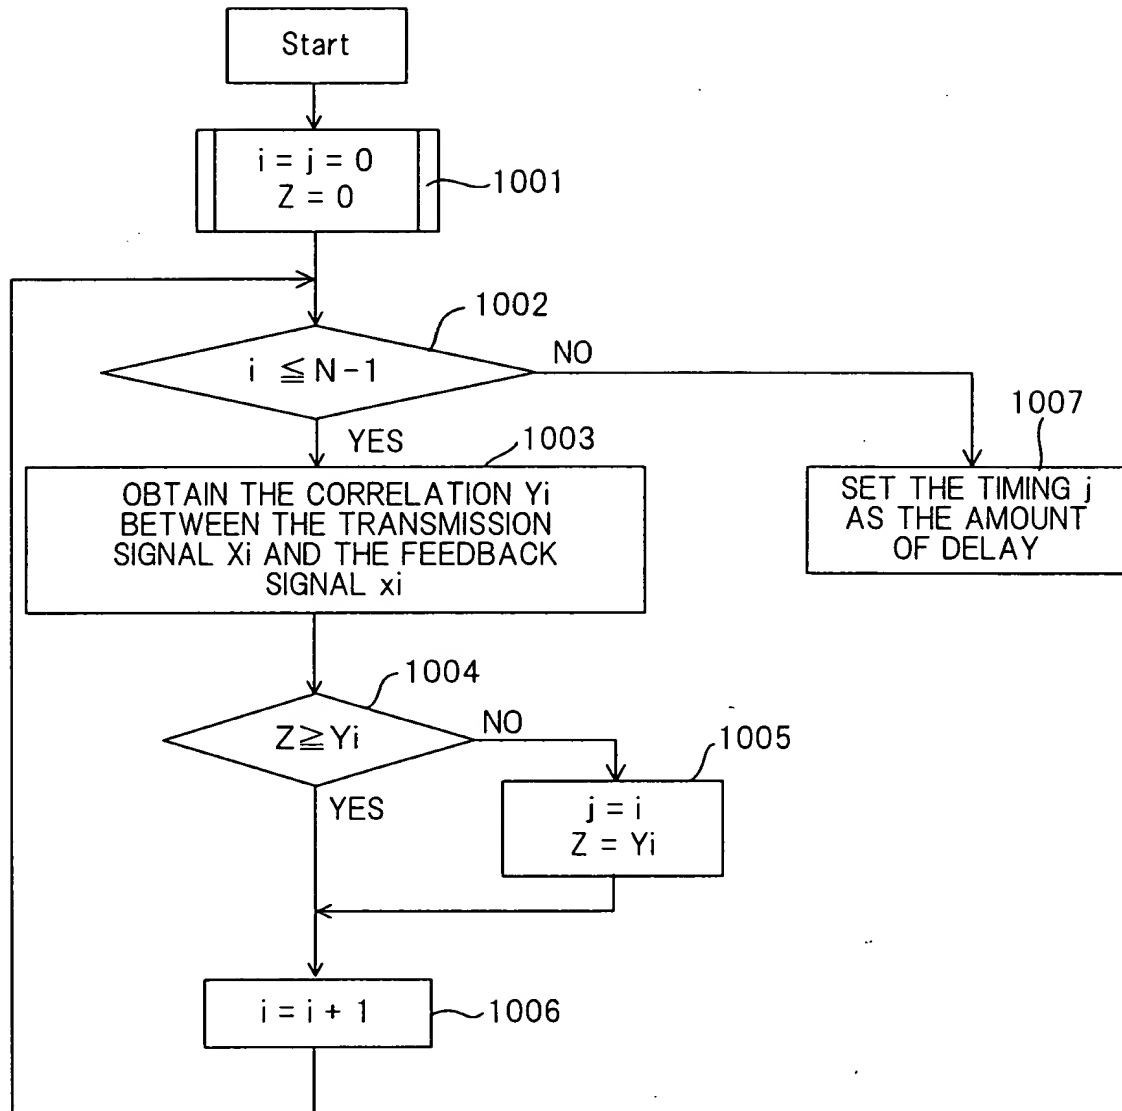 Start
i = j = 0
Z = 0
1001
1002
i ≦ N-1
NO
YES
1003
1007
OBTAIN THE CORRELATION Yi
BETWEEN THE TRANSMISSION
SIGNAL Xi AND THE FEEDBACK
SIGNAL xi
SET THE TIMING j
AS THE AMOUNT
OF DELAY
1004
Z≧Yi
NO
1005
YES
j = i
Z = Yi
i = i + 1
1006